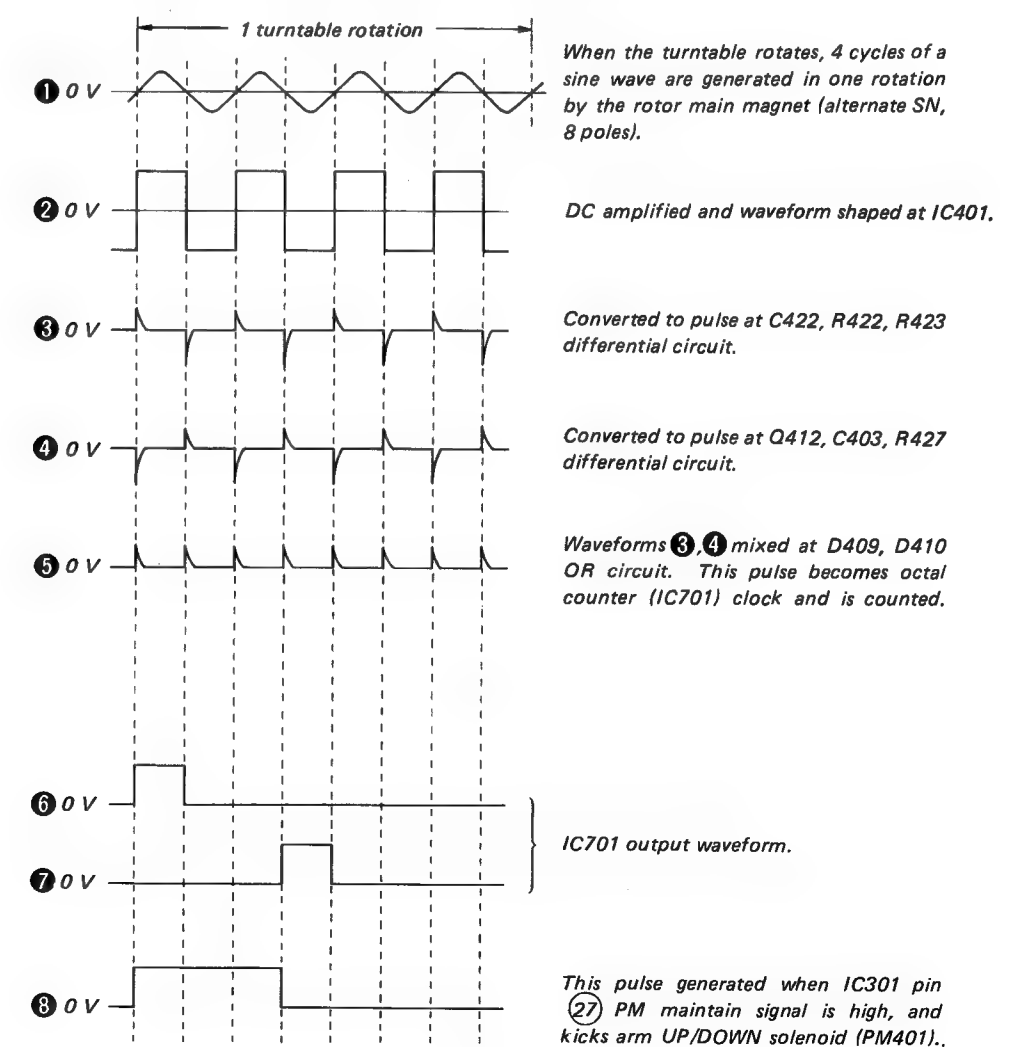 1 turntable rotation
When the turntable rotates, 4 cycles of a
sine wave are generated in one rotation
by the rotor main magnet (alternate SN,
8 poles).
❶ 0 V
❷ 0 V
DC amplified and waveform shaped at IC401.
❸ 0 V
Converted to pulse at C422, R422, R423
differential circuit.
❹ 0 V
Converted to pulse at Q412, C403, R427
differential circuit.
❺ 0 V
Waveforms ❸,❹ mixed at D409, D410
OR circuit. This pulse becomes octal
counter (IC701) clock and is counted.
❻ 0 V
IC701 output waveform.
❼ 0 V
❽ 0 V
This pulse generated when IC301 pin
㉗ PM maintain signal is high, and
kicks arm UP/DOWN solenoid (PM401).